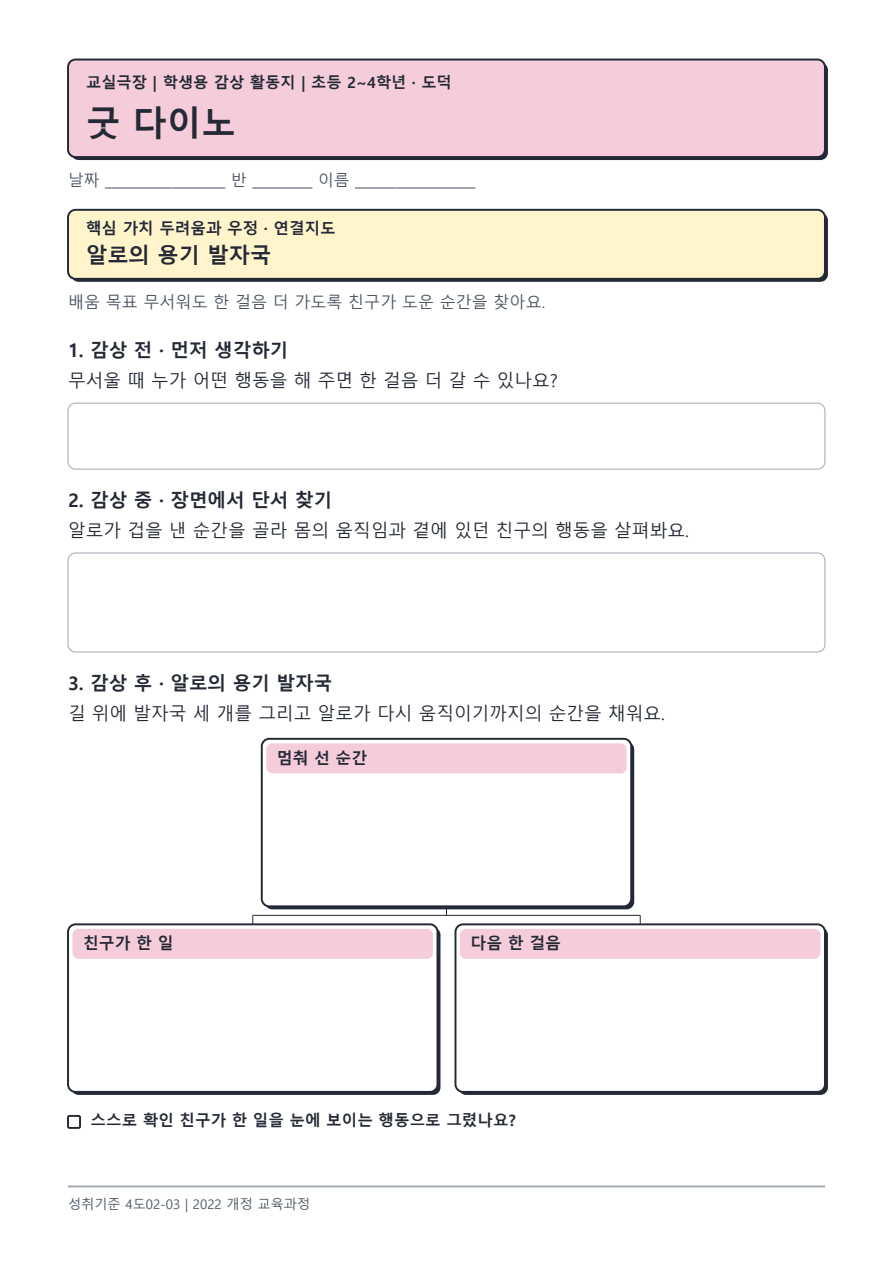 교실극장 | 학생용 감상 활동지 | 초등 2~4학년 · 도덕
굿 다이노
날짜 _______________ 반 _______ 이름 _______________
핵심 가치 두려움과 우정 · 연결지도
알로의 용기 발자국
배움 목표 무서워도 한 걸음 더 가도록 친구가 도운 순간을 찾아요.
1. 감상 전 · 먼저 생각하기
무서울 때 누가 어떤 행동을 해 주면 한 걸음 더 갈 수 있나요?
2. 감상 중 · 장면에서 단서 찾기
알로가 겁을 낸 순간을 골라 몸의 움직임과 곁에 있던 친구의 행동을 살펴봐요.
3. 감상 후 · 알로의 용기 발자국
길 위에 발자국 세 개를 그리고 알로가 다시 움직이기까지의 순간을 채워요.
멈춰 선 순간
친구가 한 일
다음 한 걸음
스스로 확인 친구가 한 일을 눈에 보이는 행동으로 그렸나요?
성취기준 4도02-03 | 2022 개정 교육과정